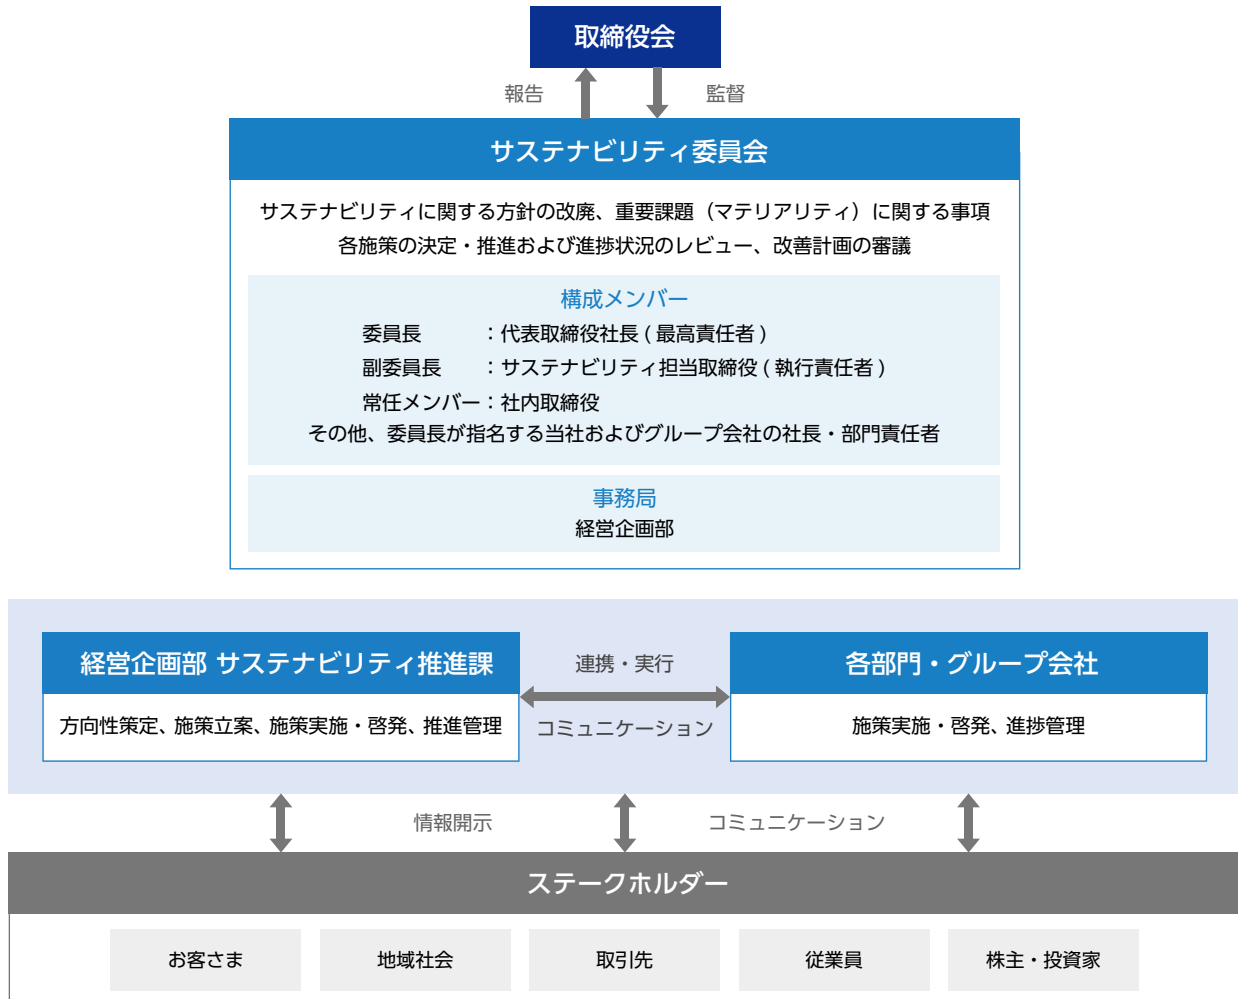 取締役会
報告
監督
サステナビリティ委員会
サステナビリティに関する方針の改廃、重要課題（マテリアリティ）に関する事項
各施策の決定・推進および進捗状況のレビュー、改善計画の審議
構成メンバー
委員長　　　：代表取締役社長 ( 最高責任者 )
副委員長　　：サステナビリティ担当取締役 ( 執行責任者 )
常任メンバー：社内取締役
その他、委員長が指名する当社およびグループ会社の社長・部門責任者
事務局
経営企画部
経営企画部 サステナビリティ推進課
方向性策定、施策立案、施策実施・啓発、推進管理
連携・実行
コミュニケーション
各部門・グループ会社
施策実施・啓発、進捗管理
情報開示
コミュニケーション
ステークホルダー
お客さま
地域社会
取引先
従業員
株主・投資家